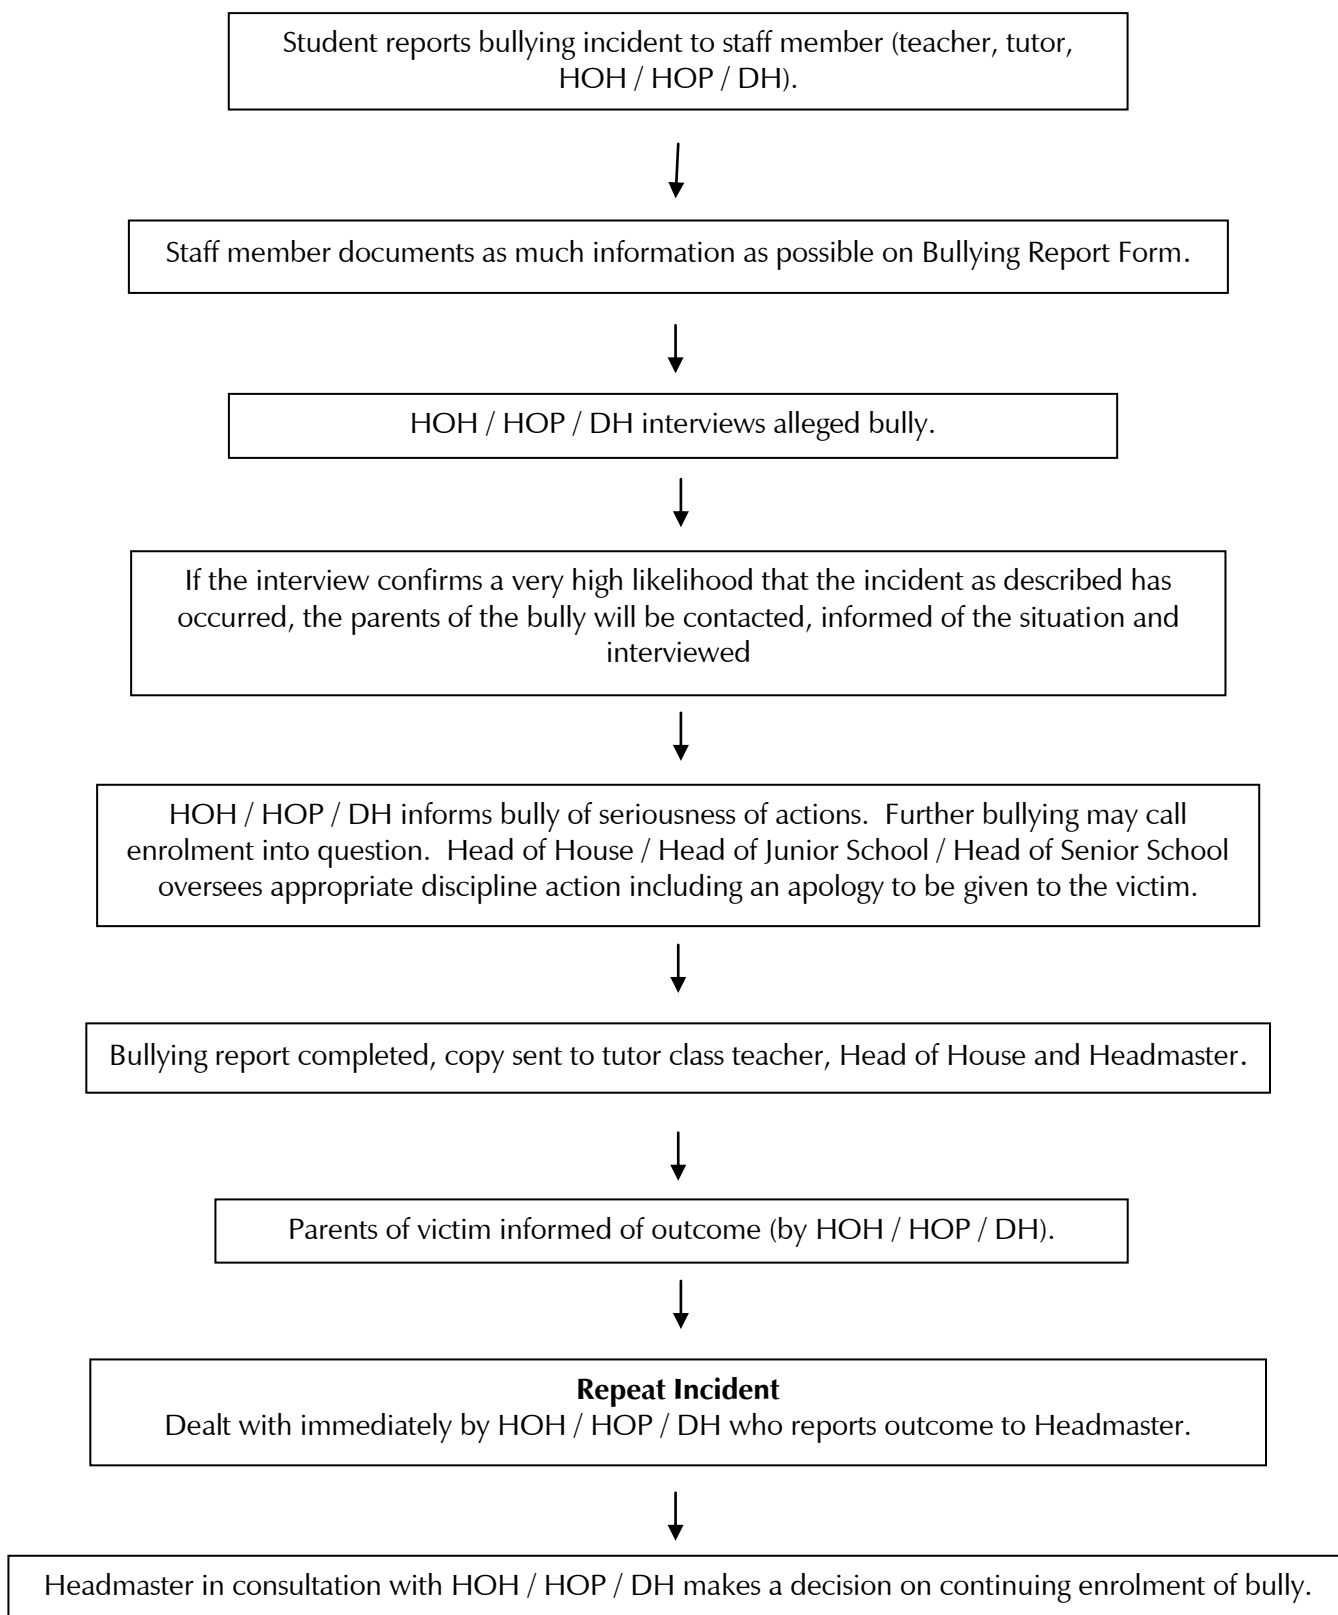 Student reports bullying incident to staff member (teacher, tutor,
HOH / HOP / DH).
Staff member documents as much information as possible on Bullying Report Form.
HOH / HOP / DH interviews alleged bully.
If the interview confirms a very high likelihood that the incident as described has
occurred, the parents of the bully will be contacted, informed of the situation and
interviewed
HOH / HOP / DH informs bully of seriousness of actions.  Further bullying may call
enrolment into question.  Head of House / Head of Junior School / Head of Senior School
oversees appropriate discipline action including an apology to be given to the victim.
Bullying report completed, copy sent to tutor class teacher, Head of House and Headmaster.
Parents of victim informed of outcome (by HOH / HOP / DH).
Repeat Incident
Dealt with immediately by HOH / HOP / DH who reports outcome to Headmaster.
Headmaster in consultation with HOH / HOP / DH makes a decision on continuing enrolment of bully.